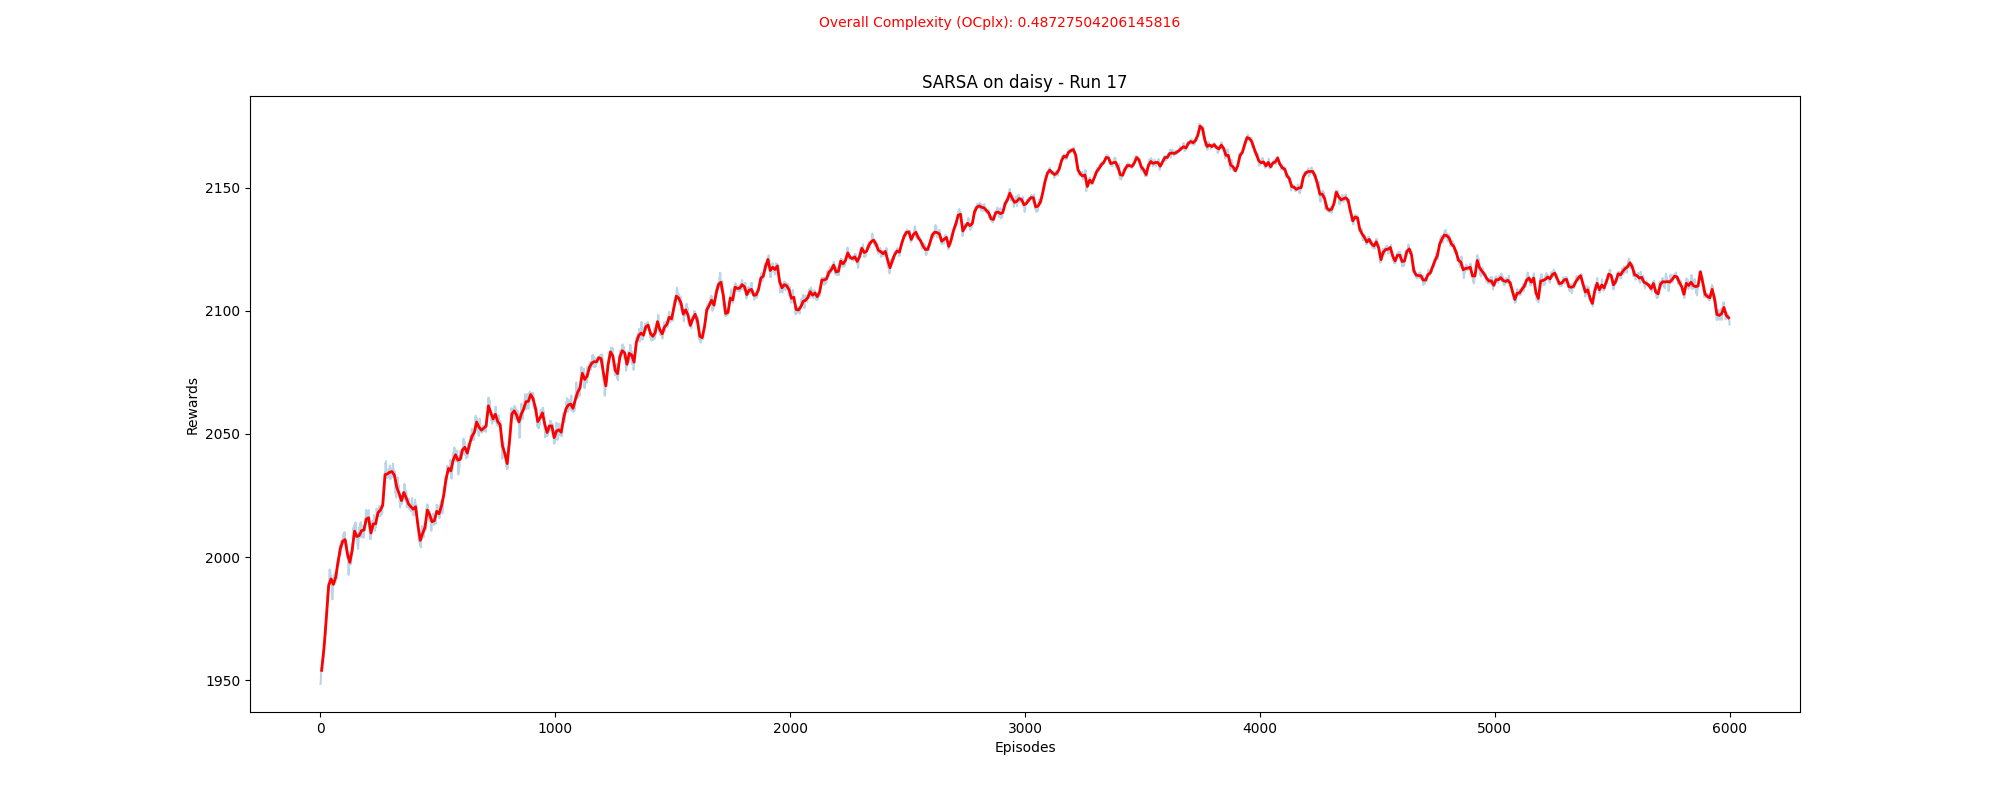 Overall Complexity (OCplx): 0.48727504206145816
SARSA on daisy - Run 17
2150
2100
2050
2000
1950
Rewards
0 1000 2000 3000 4000 5000 6000
Episodes